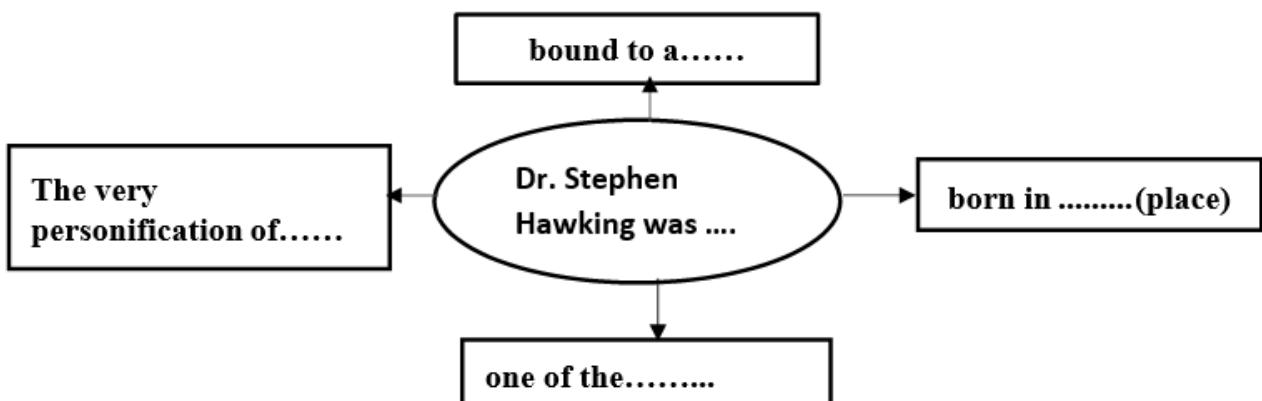 bound to a……
The very
personification of……
Dr. Stephen
Hawking was ....
born in .........(place)
one of the……...